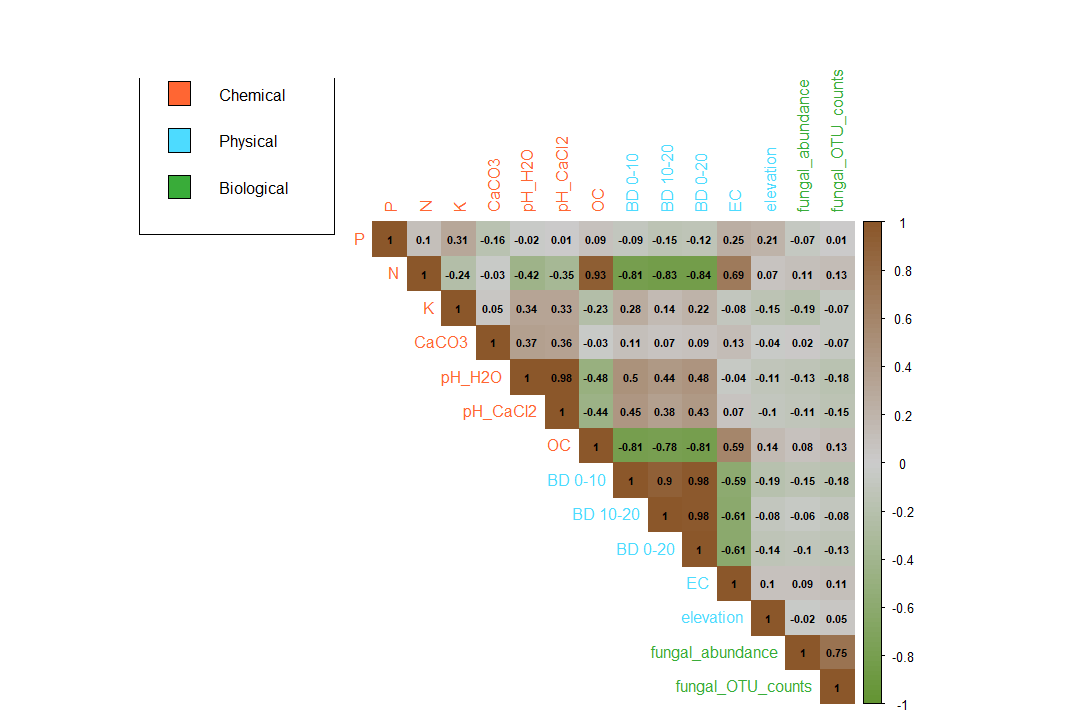 Chemical
Physical
Biological
P N K CaCO3 pH_H2O pH_CaCl2 OC BD 0-10 BD 10-20 BD 0-20 EC elevation fungal_abundance fungal_OTU_counts
P 1 0.1 0.31 -0.16 -0.02 0.01 0.09 -0.09 -0.15 -0.12 0.25 0.21 -0.07 0.01
N 1 -0.24 -0.03 -0.42 -0.35 0.93 -0.81 -0.83 -0.84 0.69 0.07 0.11 0.13
K 1 0.05 0.34 0.33 -0.23 0.28 0.14 0.22 -0.08 -0.15 -0.19 -0.07
CaCO3 1 0.37 0.36 -0.03 0.11 0.07 0.09 0.13 -0.04 0.02 -0.07
pH_H2O 1 0.98 -0.48 0.5 0.44 0.48 -0.04 -0.11 -0.13 -0.18
pH_CaCl2 1 -0.44 0.45 0.38 0.43 0.07 -0.1 -0.11 -0.15
OC 1 -0.81 -0.78 -0.81 0.59 0.14 0.08 0.13
BD 0-10 1 0.9 0.98 -0.59 -0.19 -0.15 -0.18
BD 10-20 1 0.98 -0.61 -0.08 -0.06 -0.08
BD 0-20 1 -0.61 -0.14 -0.1 -0.13
EC 1 0.1 0.09 0.11
elevation 1 -0.02 0.05
fungal_abundance 1 0.75
fungal_OTU_counts 1
1
0.8
0.6
0.4
0.2
0
-0.2
-0.4
-0.6
-0.8
-1